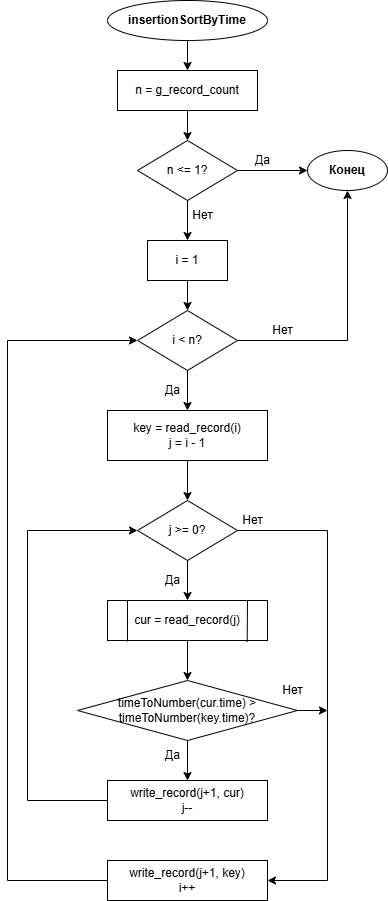 insertionSortByTime
n = g_record_count
n <= 1?
Да
Конец
Нет
i = 1
i < n?
Нет
Да
key = read_record(i)
j = i - 1
j >= 0?
Нет
Да
cur = read_record(j)
timeToNumber(cur.time) >
timeToNumber(key.time)?
Нет
Да
write_record(j+1, cur)
j--
write_record(j+1, key)
i++